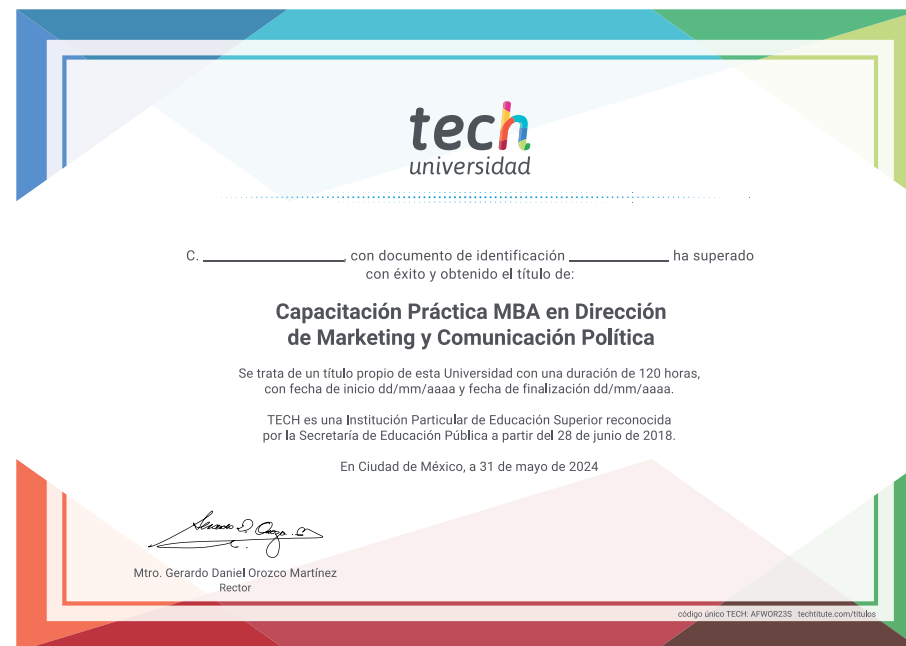 tech
universidad
C. ________________, con documento de identificación ____________ ha superado
con éxito y obtenido el título de:
Capacitación Práctica MBA en Dirección
de Marketing y Comunicación Política
Se trata de un título propio de esta Universidad con una duración de 120 horas,
con fecha de inicio dd/mm/aaaa y fecha de finalización dd/mm/aaaa.
TECH es una Institución Particular de Educación Superior reconocida
por la Secretaría de Educación Pública a partir del 28 de junio de 2018.
En Ciudad de México, a 31 de mayo de 2024
Mtro. Gerardo Daniel Orozco Martínez
Rector
código único TECH: AFWOR23S techtitute.com/titulos